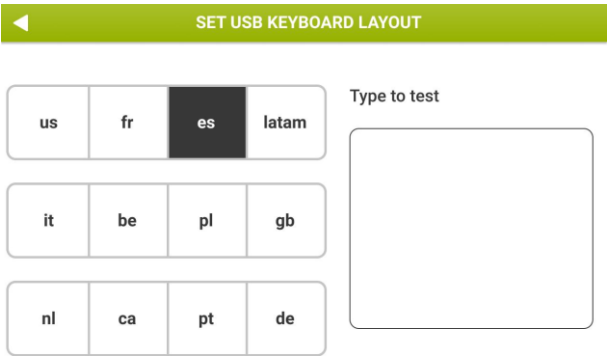 SET USB KEYBOARD LAYOUT
us fr es latam
Type to test
it be pl gb
nl ca pt de